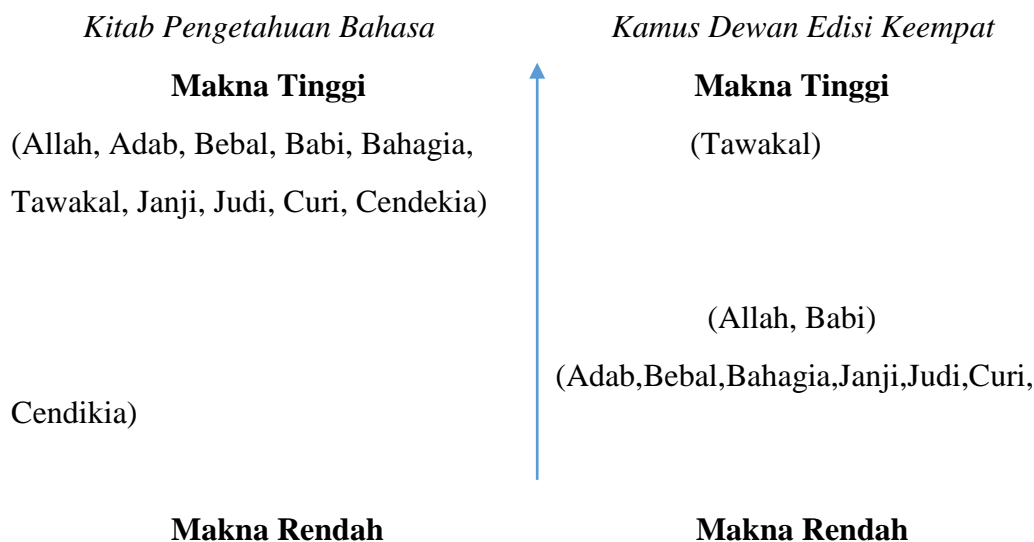 Kitab Pengetahuan Bahasa
Kamus Dewan Edisi Keempat
Makna Tinggi
Makna Tinggi
(Allah, Adab, Bebal, Babi, Bahagia,
(Tawakal)
Tawakal, Janji, Judi, Curi, Cendekia)
(Allah, Babi)
(Adab,Bebal,Bahagia,Janji,Judi,Curi,
Cendikia)
Makna Rendah
Makna Rendah